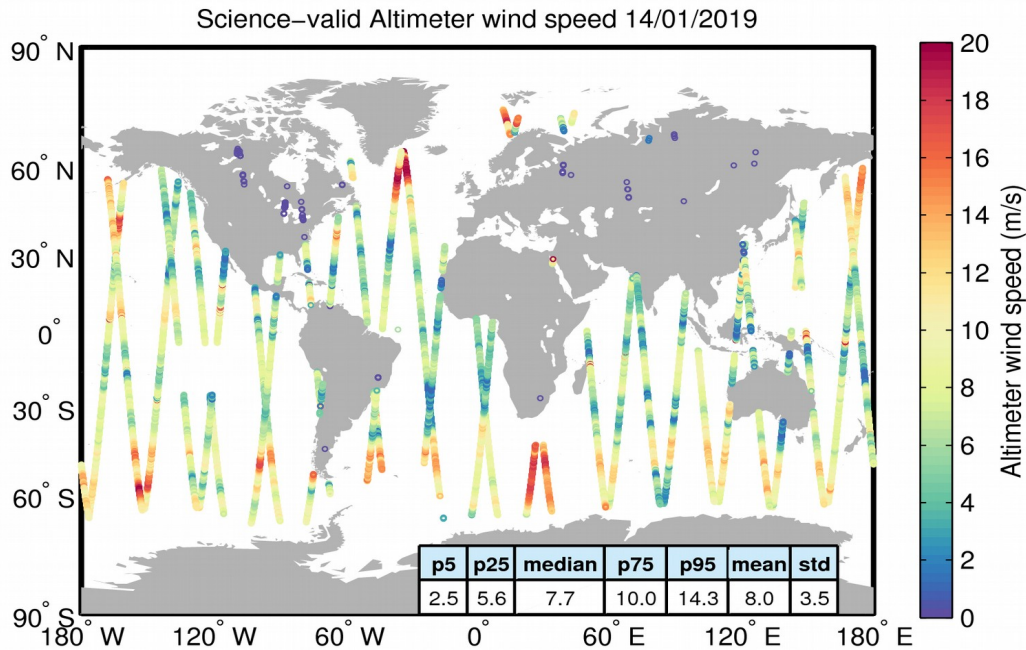 Science-valid Altimeter wind speed 14/01/2019
90° N
60° N
30° N
0°
30° S
60° S
90° S
180° W
120° W
60° W
0°
60° E
120° E
180° E
p5 p25 median p75 p95 mean std
2.5 5.6 7.7 10.0 14.3 8.0 3.5
20
18
16
14
12
10
8
6
4
2
0
Altimeter wind speed (m/s)